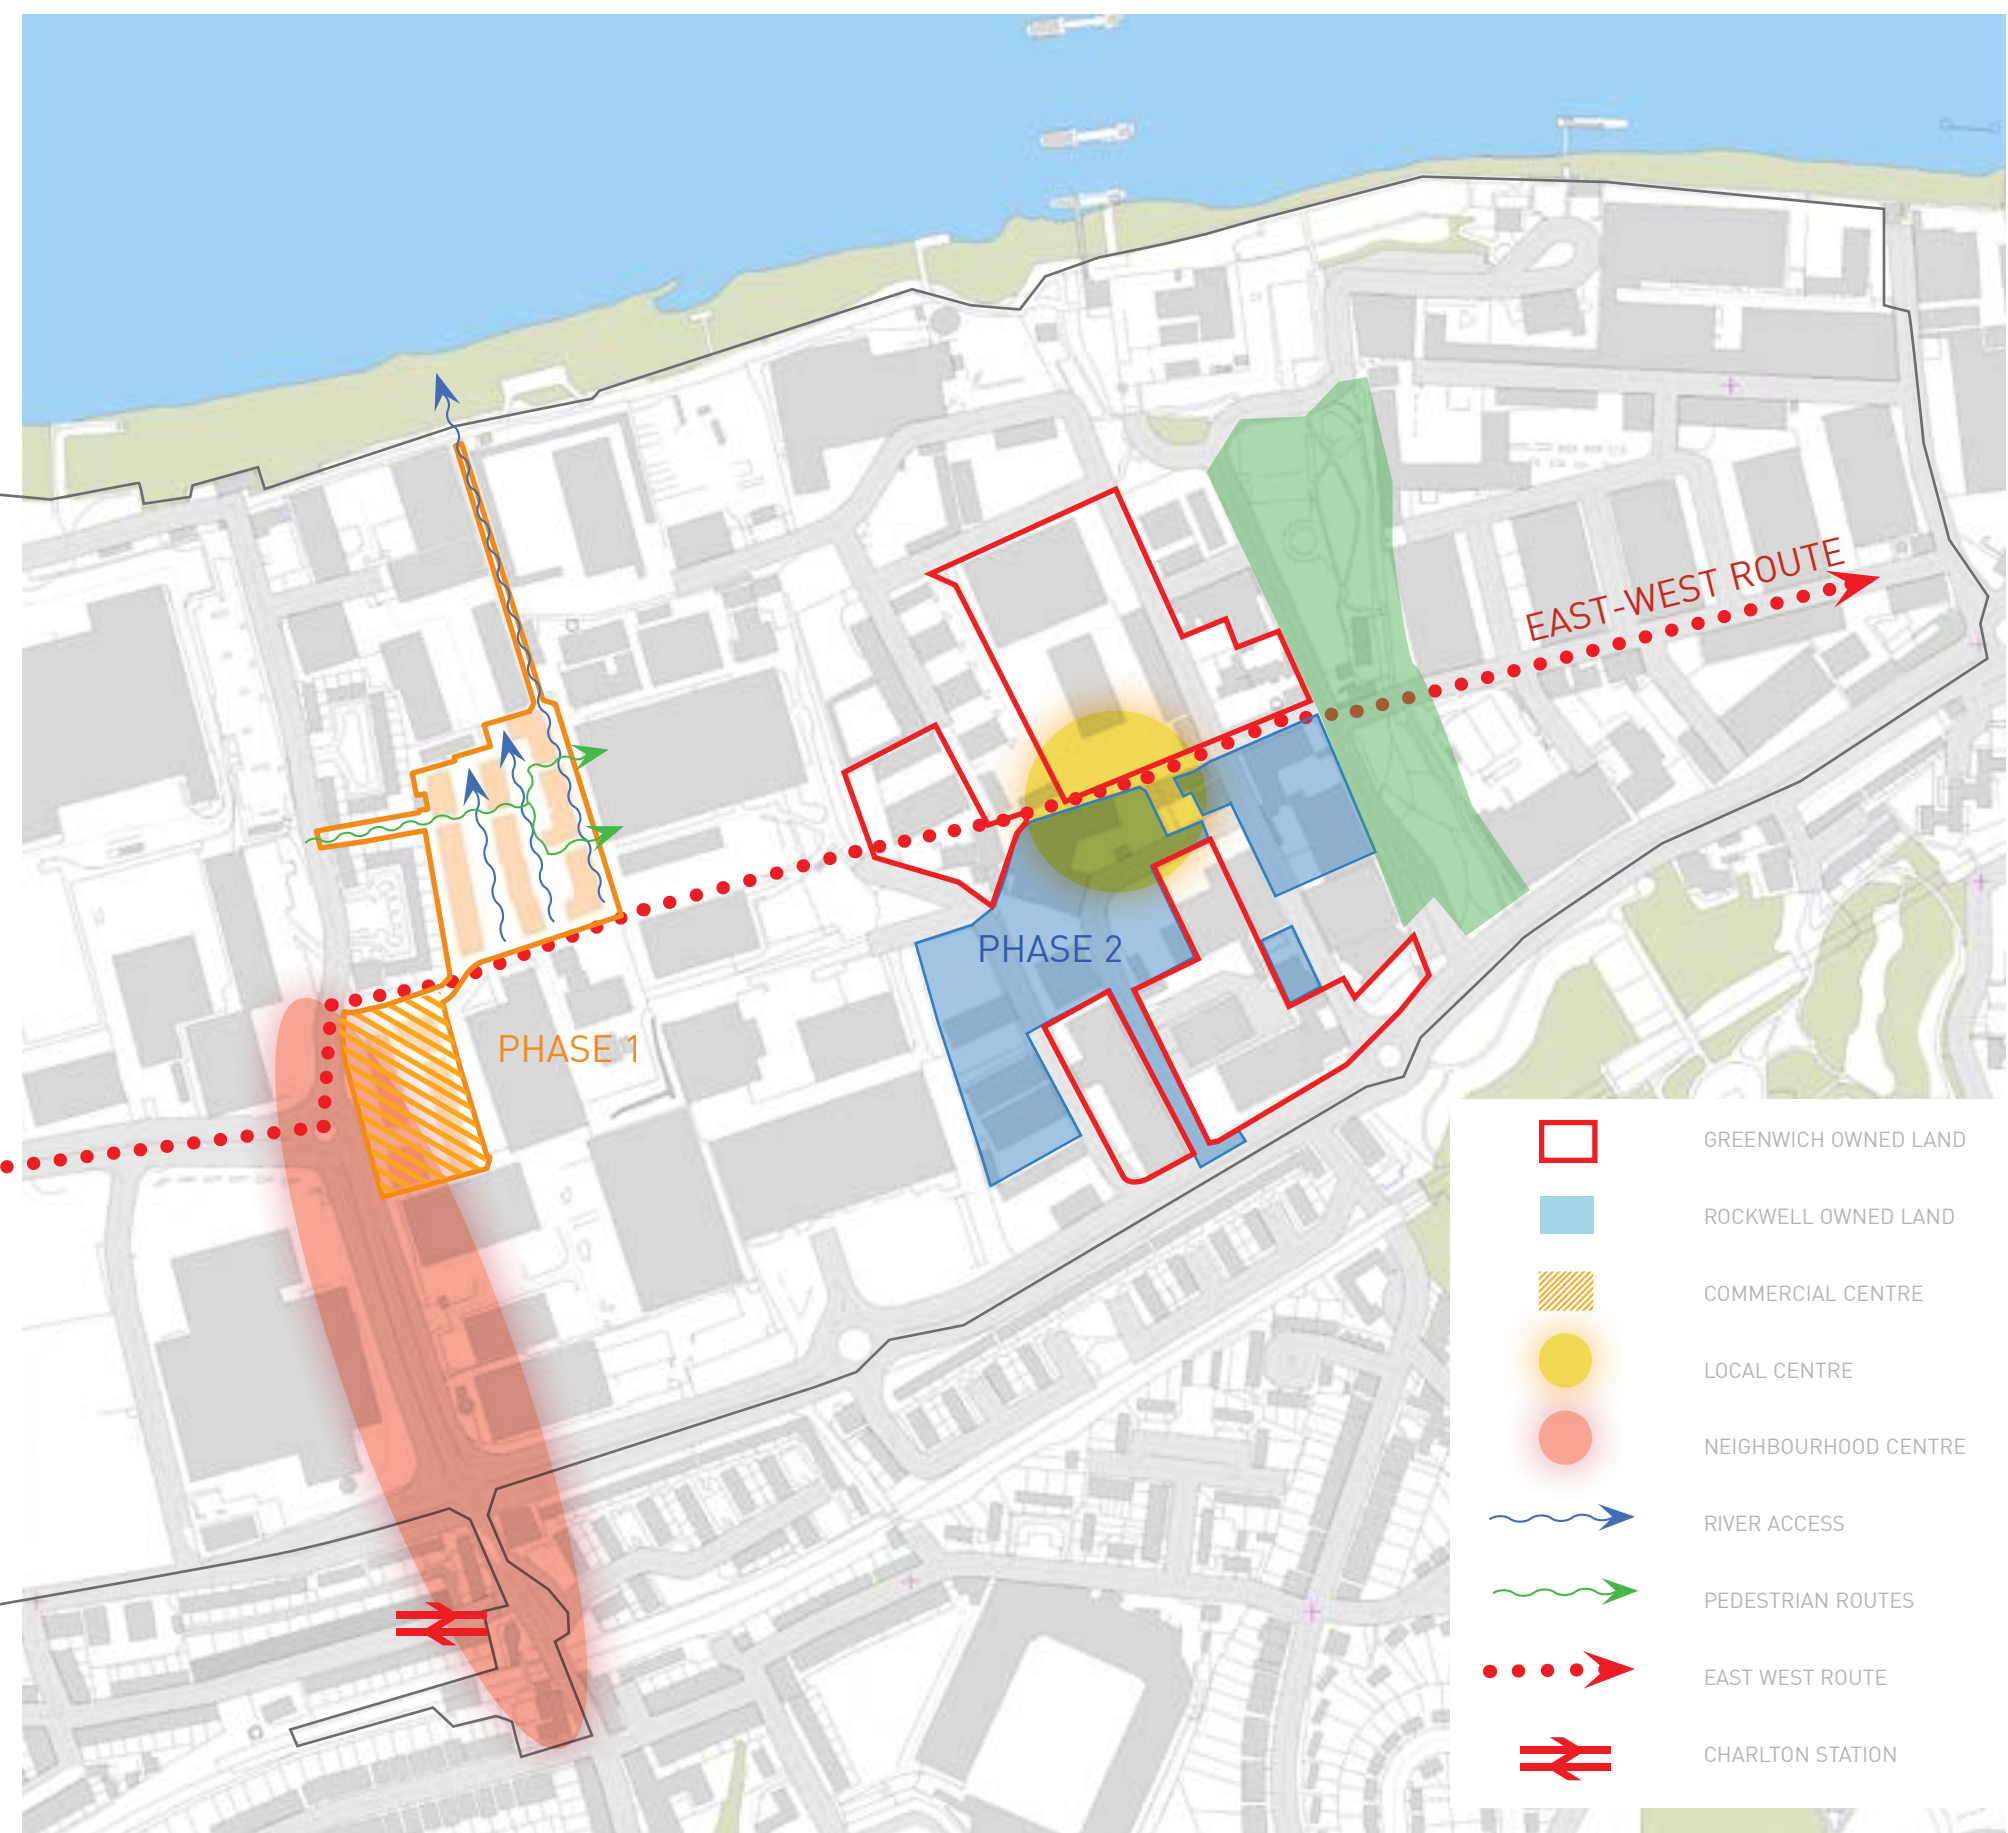 EAST-WEST ROUTE
PHASE 2
PHASE 1
GREENWICH OWNED LAND
ROCKWELL OWNED LAND
COMMERCIAL CENTRE
LOCAL CENTRE
NEIGHBOURHOOD CENTRE
RIVER ACCESS
PEDESTRIAN ROUTES
EAST WEST ROUTE
CHARLTON STATION